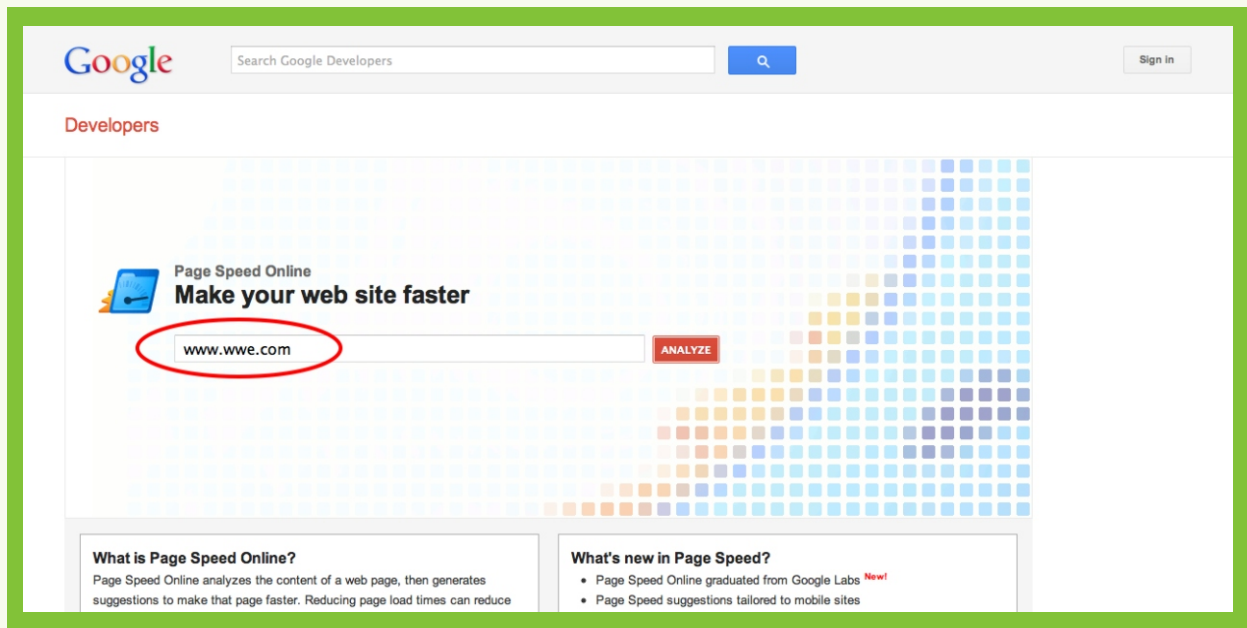 Google
Search Google Developers
Sign in
Developers
Page Speed Online
Make your web site faster
www.wwe.com
ANALYZE
What is Page Speed Online?
Page Speed Online analyzes the content of a web page, then generates
suggestions to make that page faster. Reducing page load times can reduce
What's new in Page Speed?
• Page Speed Online graduated from Google Labs New!
• Page Speed suggestions tailored to mobile sites